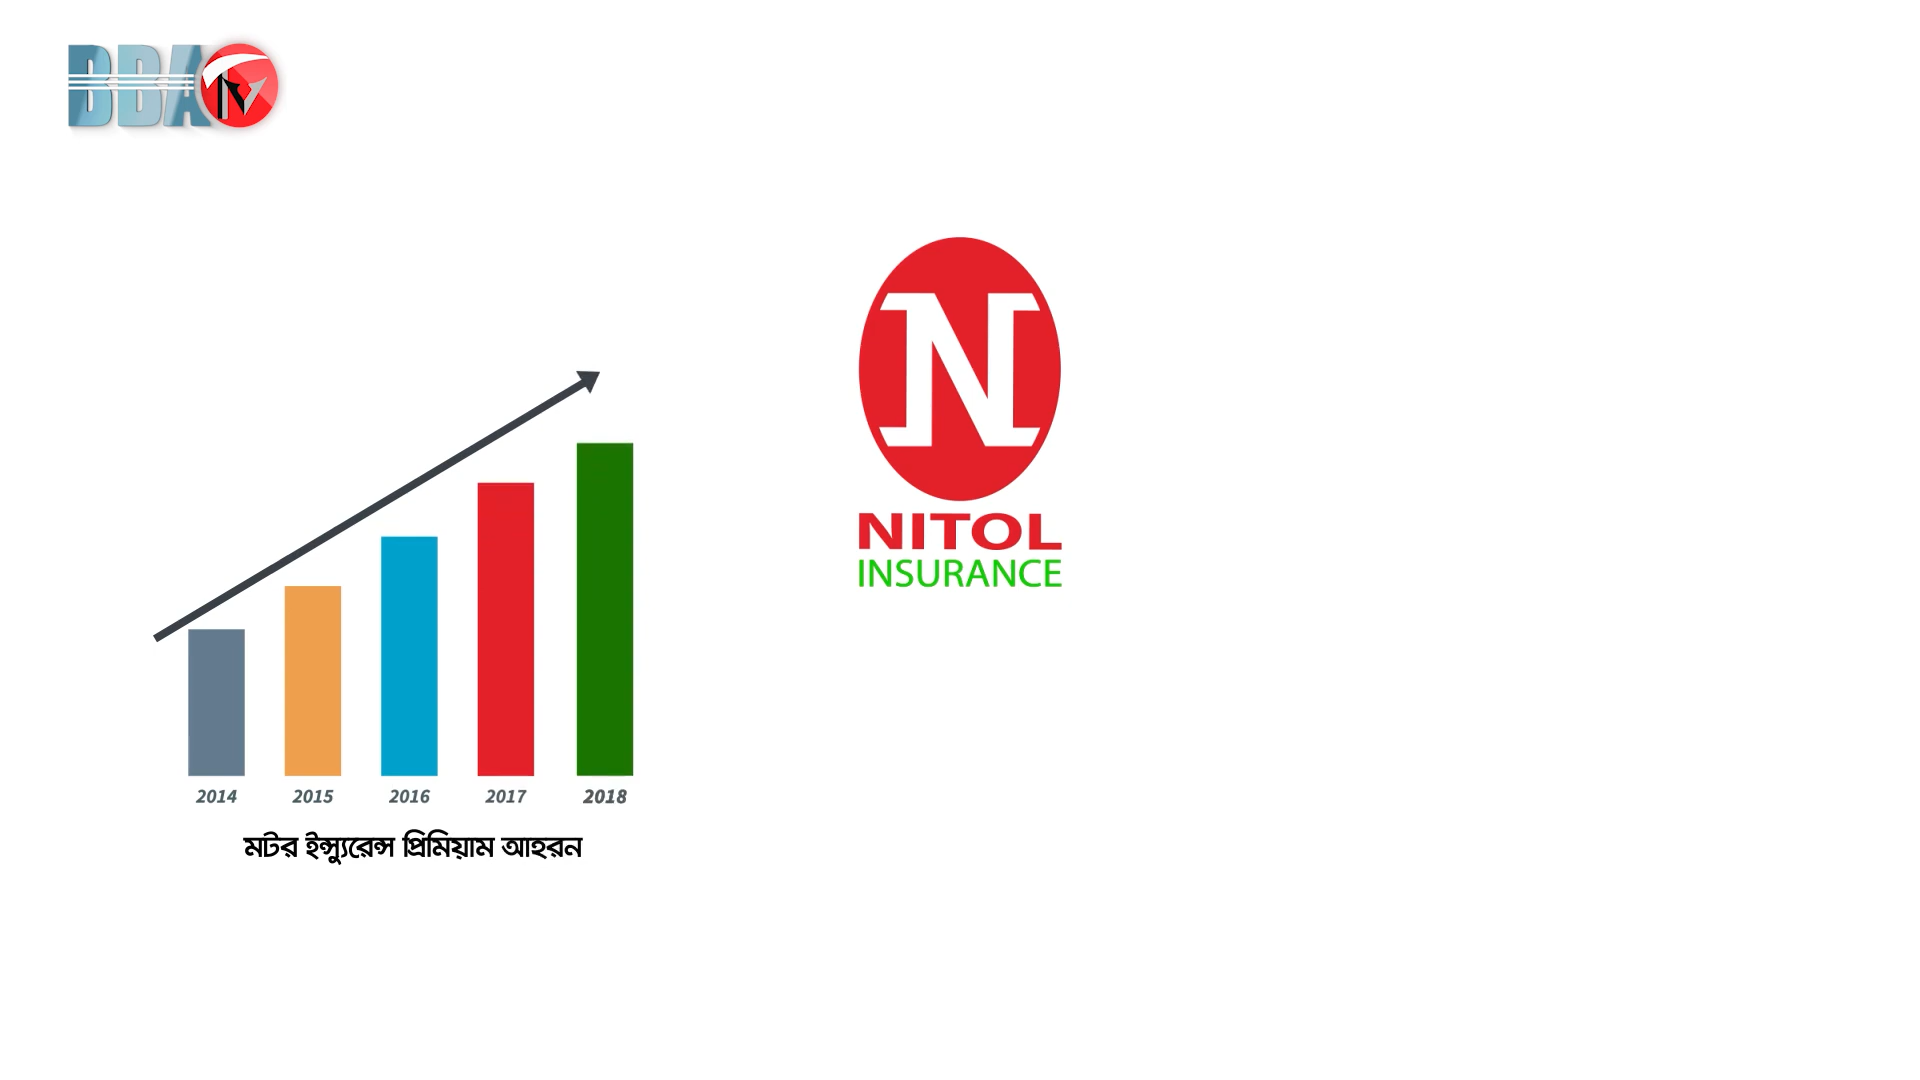 BBA TV
N
NITOL
INSURANCE
2014 2015 2016 2017 2018
মটর ইন্স্যুরেন্স প্রিমিয়াম আহরন